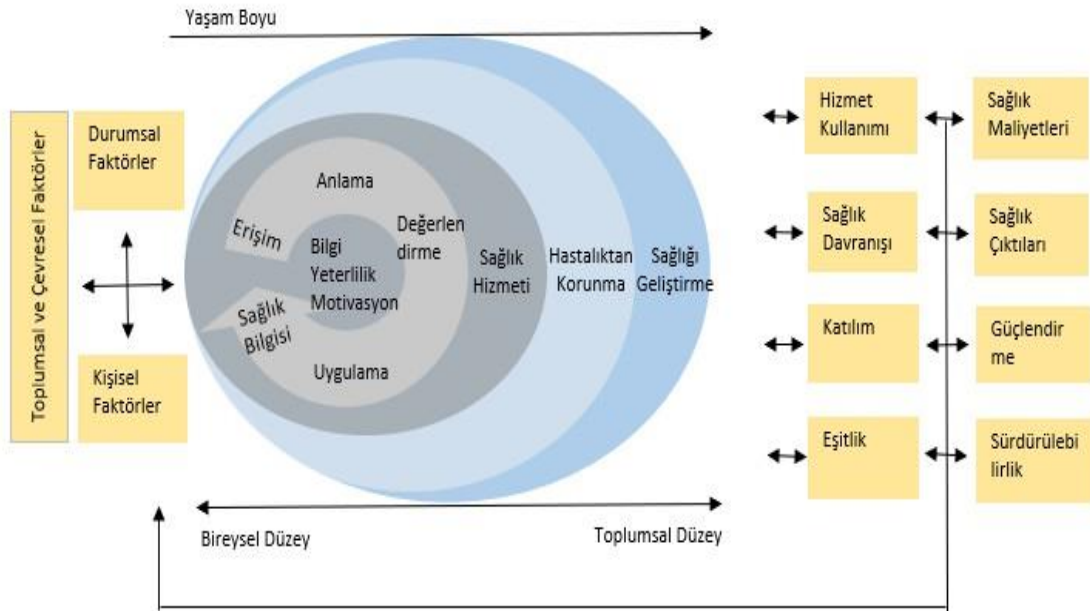 Yaşam Boyu
Toplumsal ve Çevresel Faktörler
Durumsal
Faktörler
Kişisel
Faktörler
Erişim
Anlama
Değerlen
dirme
Bilgi
Yeterlilik
Motivasyon
Sağlık
Bilgisi
Uygulama
Sağlık
Hizmeti
Hastalıktan
Korunma
Sağlığı
Geliştirme
Hizmet
Kullanımı
Sağlık
Maliyetleri
Sağlık
Davranışı
Sağlık
Çıktıları
Katılım
Güçlendir
me
Eşitlik
Sürdürülebi
lirlik
Bireysel Düzey
Toplumsal Düzey